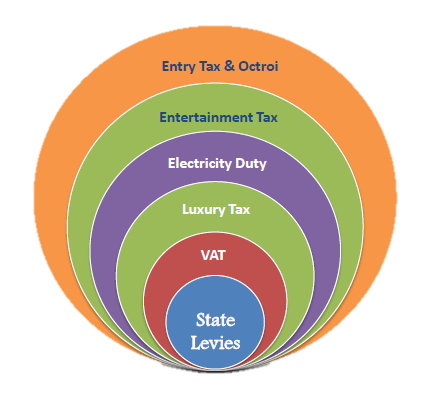 Entry Tax & Octroi
Entertainment Tax
Electricity Duty
Luxury Tax
VAT
State
Levies